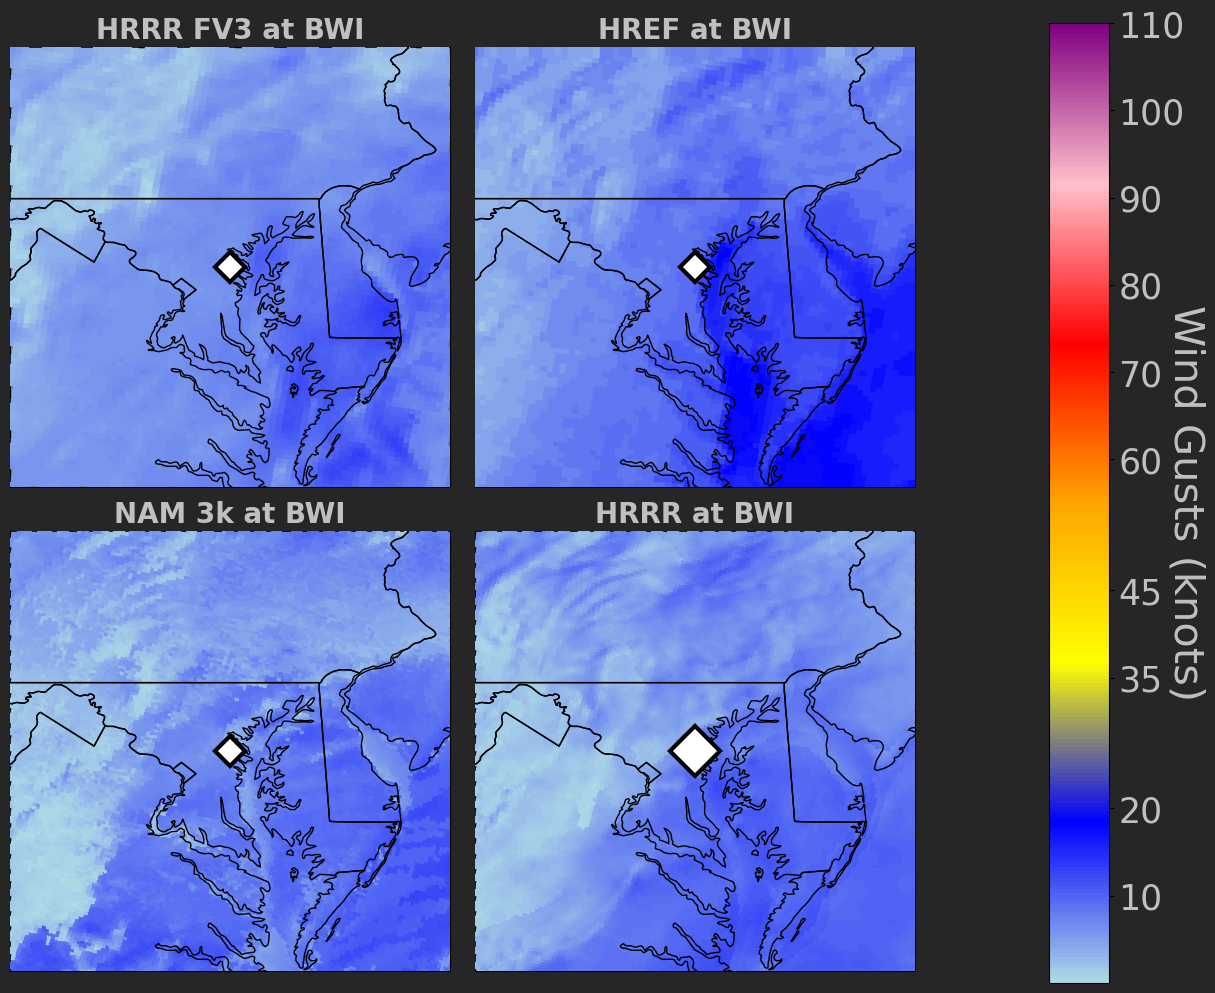 HRRR FV3 at BWI
HREF at BWI
NAM 3k at BWI
HRRR at BWI
110
100
90
80
70
60
45
35
20
10
Wind Gusts (knots)